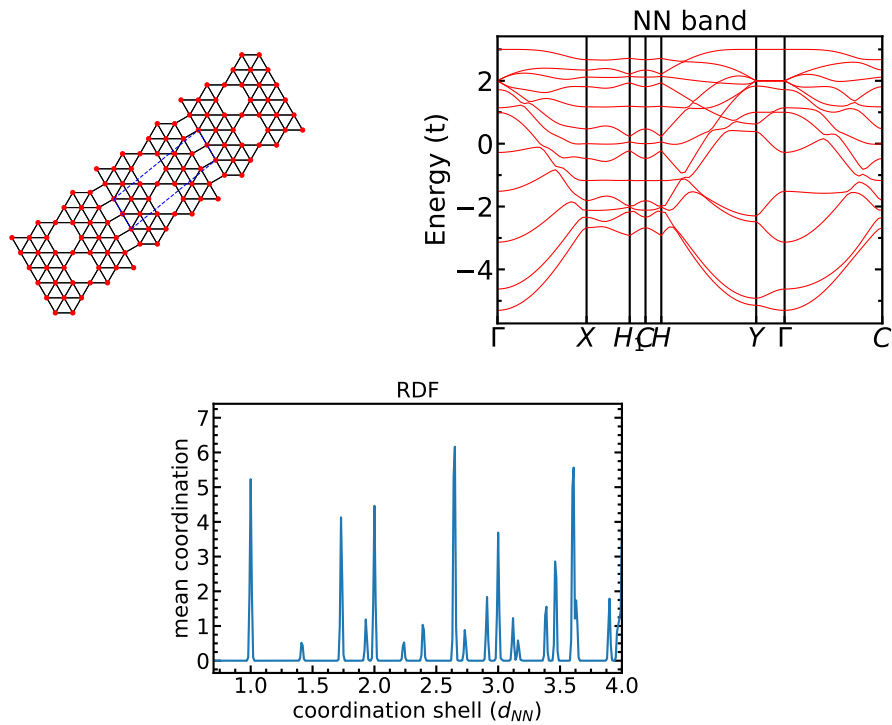 NN band
Energy (t)
2
0
−2
−4
Γ X H₁ C H Y Γ C
RDF
mean coordination
7
6
5
4
3
2
1
0
1.0 1.5 2.0 2.5 3.0 3.5 4.0
coordination shell (d_NN)